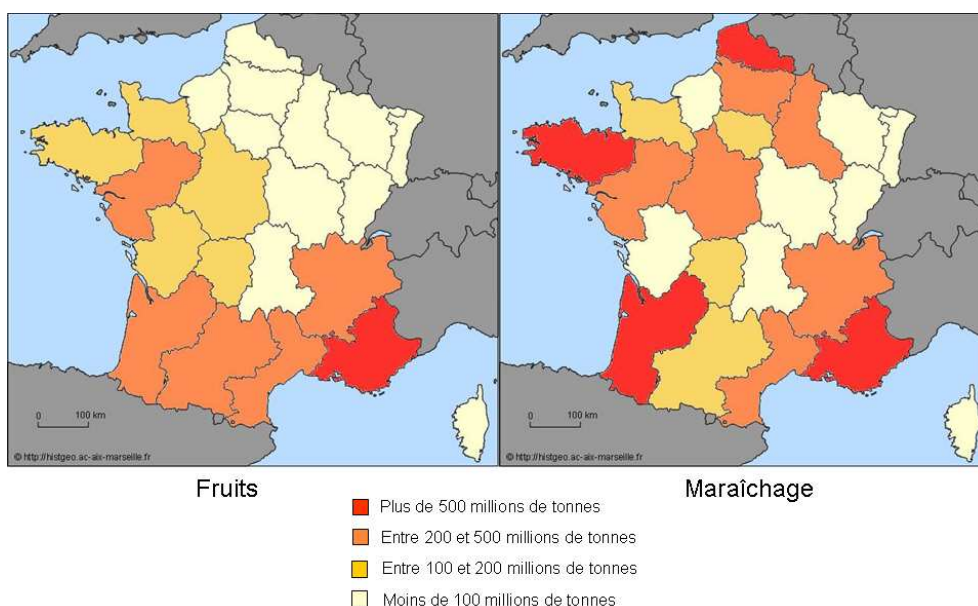 0 100 km
© http://histgeo.ac-aix-marseille.fr
0 100 km
© http://histgeo.ac-aix-marseille.fr
Fruits
Maraîchage
Plus de 500 millions de tonnes
Entre 200 et 500 millions de tonnes
Entre 100 et 200 millions de tonnes
Moins de 100 millions de tonnes